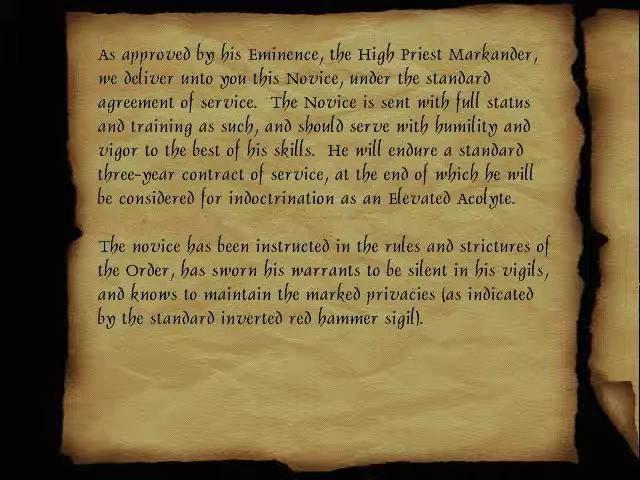 As approved by his Eminence, the High Priest Markander,
we deliver unto you this Novice, under the standard
agreement of service.  The Novice is sent with full status
and training as such, and should serve with humility and
vigor to the best of his skills.  He will endure a standard
three-year contract of service, at the end of which he will
be considered for indoctrination as an Elevated Acolyte.

The novice has been instructed in the rules and strictures of
the Order, has sworn his warrants to be silent in his vigils,
and knows to maintain the marked privacies (as indicated
by the standard inverted red hammer sigil).